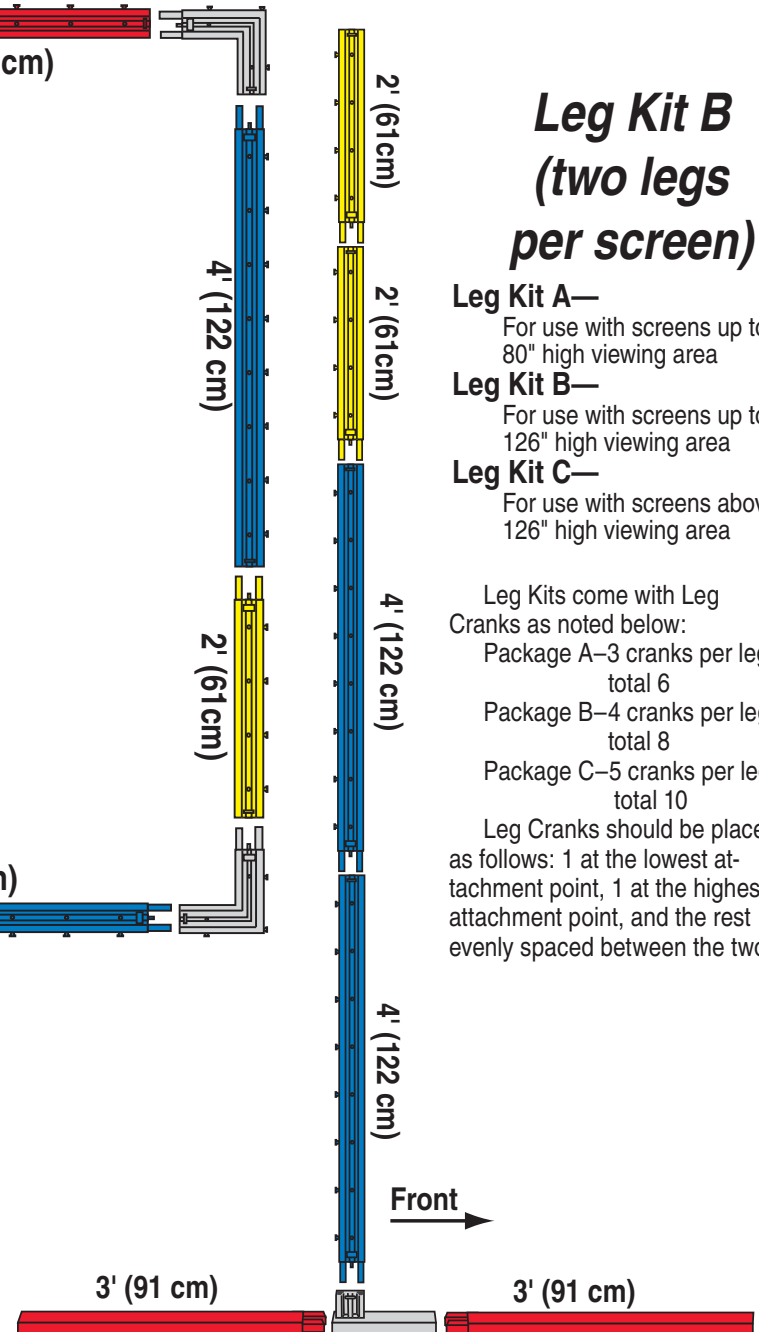 cm)
4' (122 cm)
2' (61cm)
m)
2' (61cm)
2' (61cm)
4' (122 cm)
4' (122 cm)
Leg Kit B
(two legs
per screen)
Leg Kit A—
For use with screens up to
80" high viewing area
Leg Kit B—
For use with screens up to
126" high viewing area
Leg Kit C—
For use with screens abov
126" high viewing area
Leg Kits come with Leg
Cranks as noted below:
Package A–3 cranks per leg
total 6
Package B–4 cranks per leg
total 8
Package C–5 cranks per leg
total 10
Leg Cranks should be place
as follows: 1 at the lowest at-
tachment point, 1 at the highes
attachment point, and the rest
evenly spaced between the two
Front
3' (91 cm)
3' (91 cm)